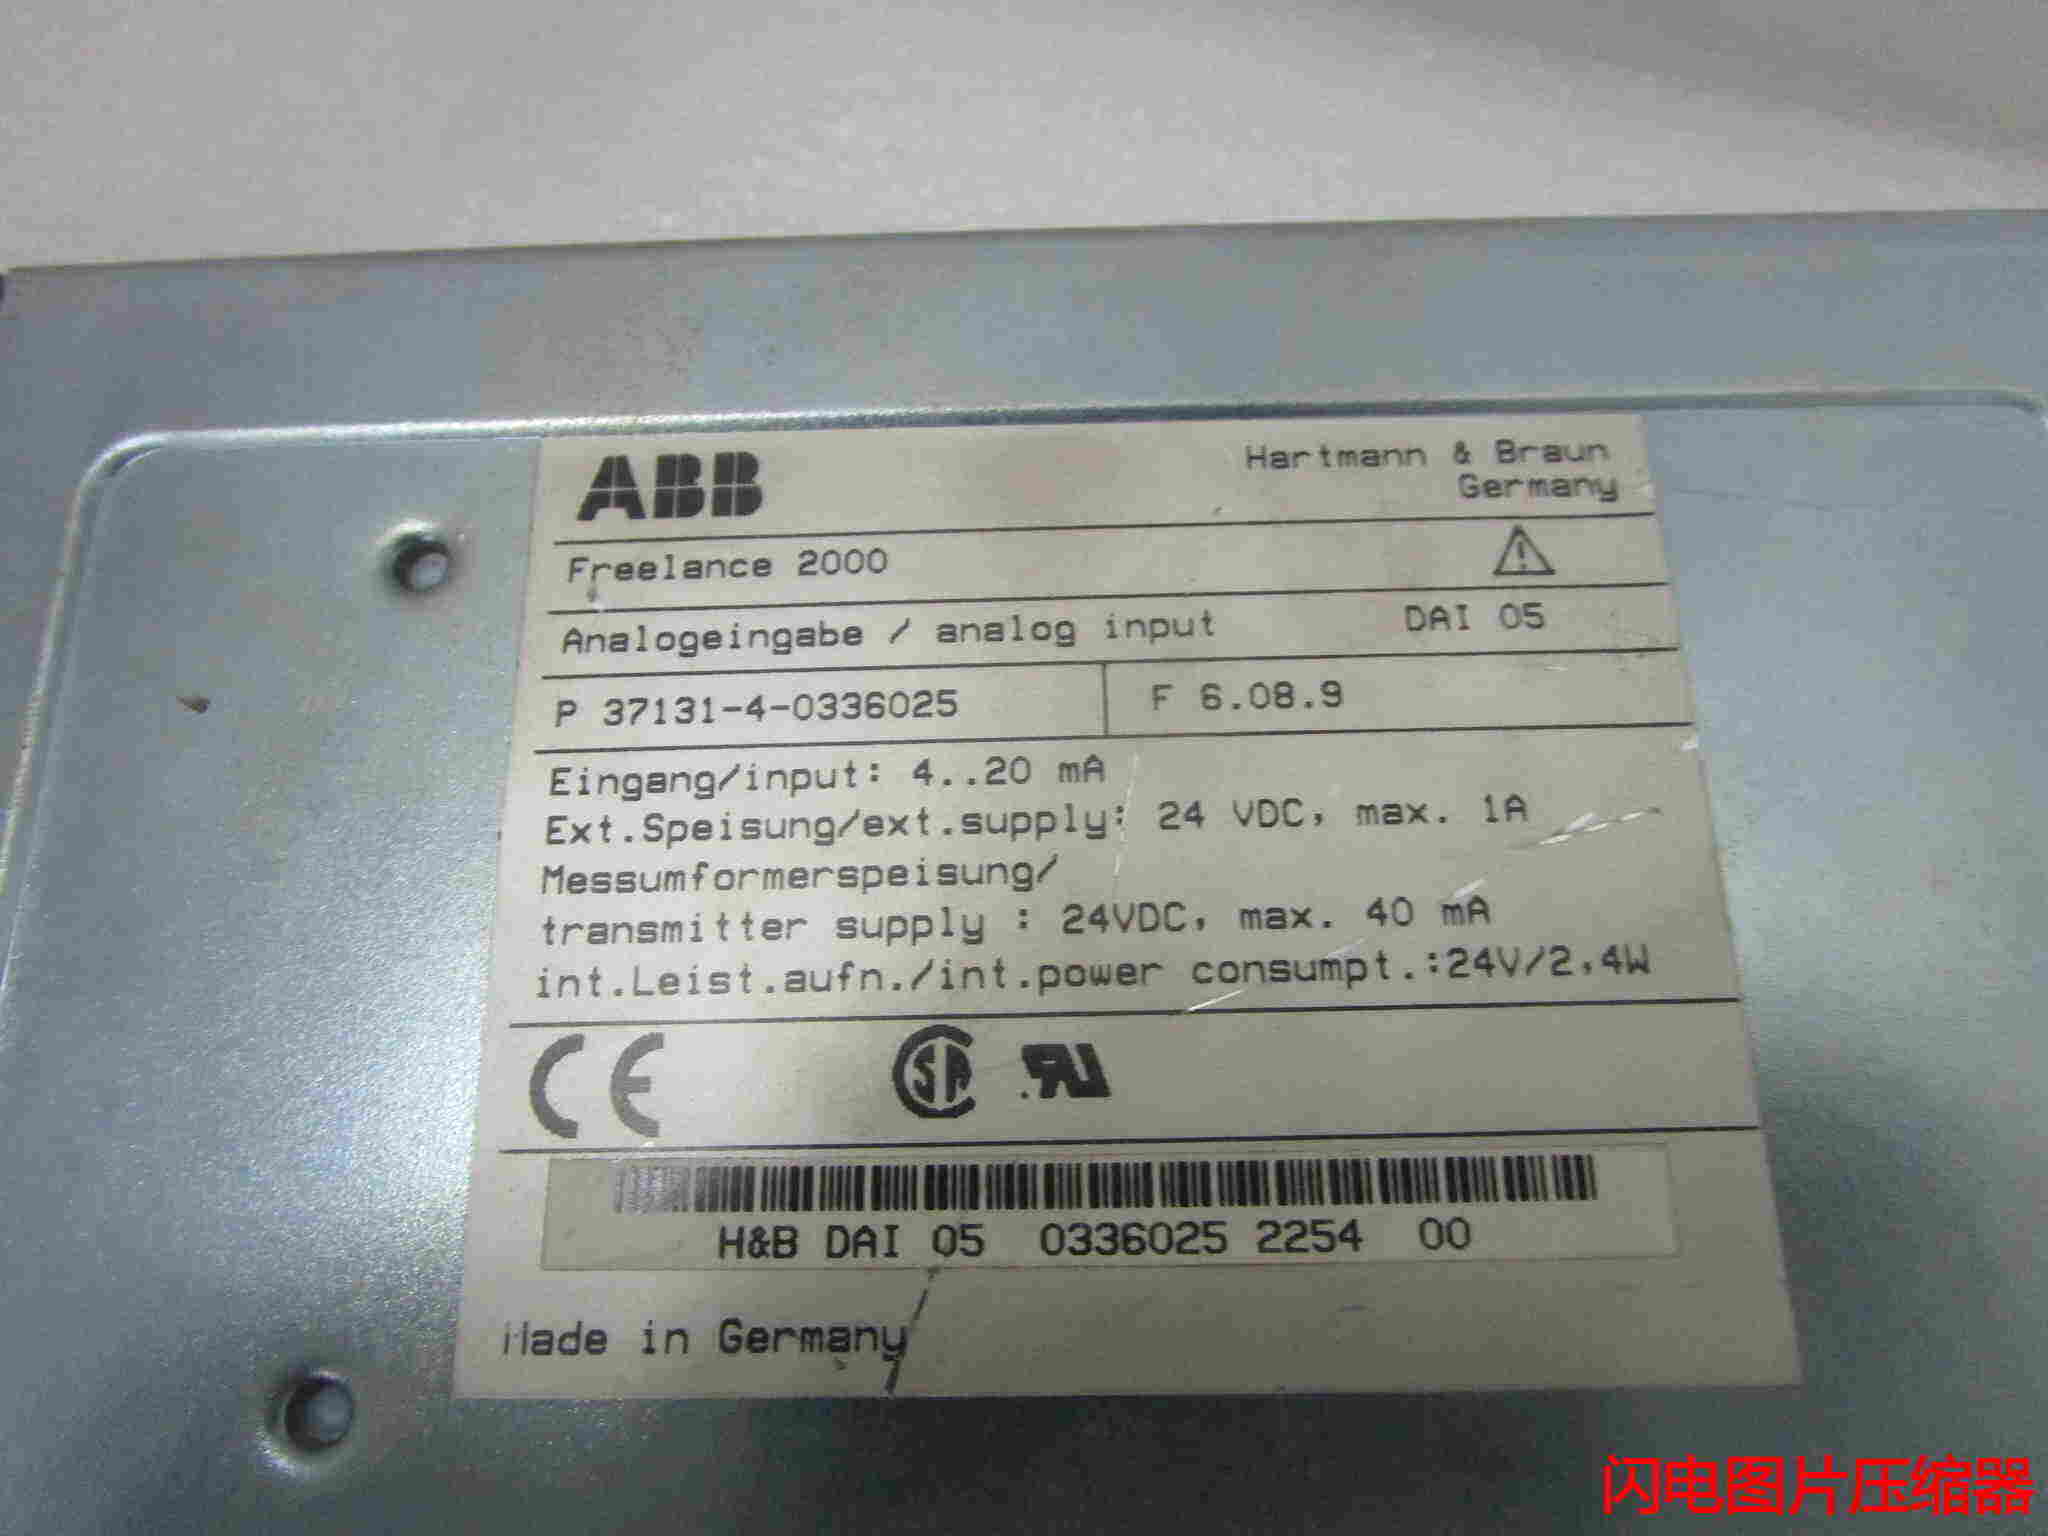 ABB
Hartmann & Braun
Germany
Freelance 2000
Analogeingabe / analog input DAI 05
P 37131-4-0336025 F 6.08.9
Eingang/input: 4..20 mA
Ext.Speisung/ext.supply: 24 VDC, max. 1A
Messumformerspeisung/
transmitter supply : 24VDC, max. 40 mA
int.Leist.aufn./int.power consumpt.:24V/2,4W
CE SA RU
H&B DAI 05 0336025 2254 00
Made in Germany
闪电图片压缩器